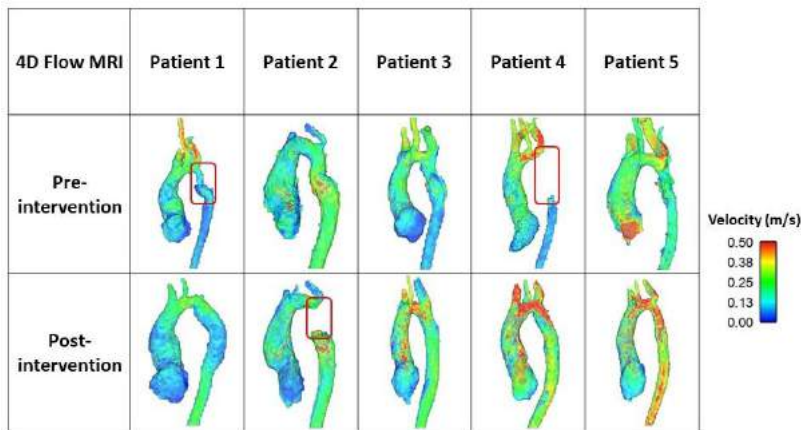 4D Flow MRI Patient 1 Patient 2 Patient 3 Patient 4 Patient 5
Pre-
intervention
Post-
intervention
Velocity (m/s)
0.50
0.38
0.25
0.13
0.00